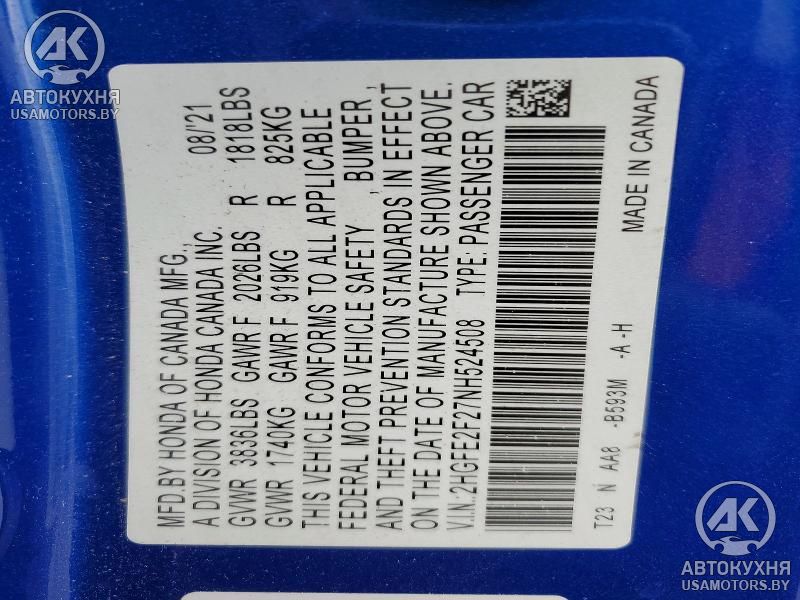 MFD.BY HONDA OF CANADA MFG., 08/'21
A DIVISION OF HONDA CANADA INC.
GVWR 3836LBS GAWR F 2026LBS R 1818LBS
GVWR 1740KG GAWR F 919KG R 825KG
THIS VEHICLE CONFORMS TO ALL APPLICABLE
FEDERAL MOTOR VEHICLE SAFETY , BUMPER ,
AND THEFT PREVENTION STANDARDS IN EFFECT
ON THE DATE OF MANUFACTURE SHOWN ABOVE.
V.I.N.:2HGFE2F27NH524508 TYPE: PASSENGER CAR
T23 N AA8 -B593M -A -H MADE IN CANADA
АК
АВТОКУХНЯ
USAMOTORS.BY
АК
АВТОКУХНЯ
USAMOTORS.BY